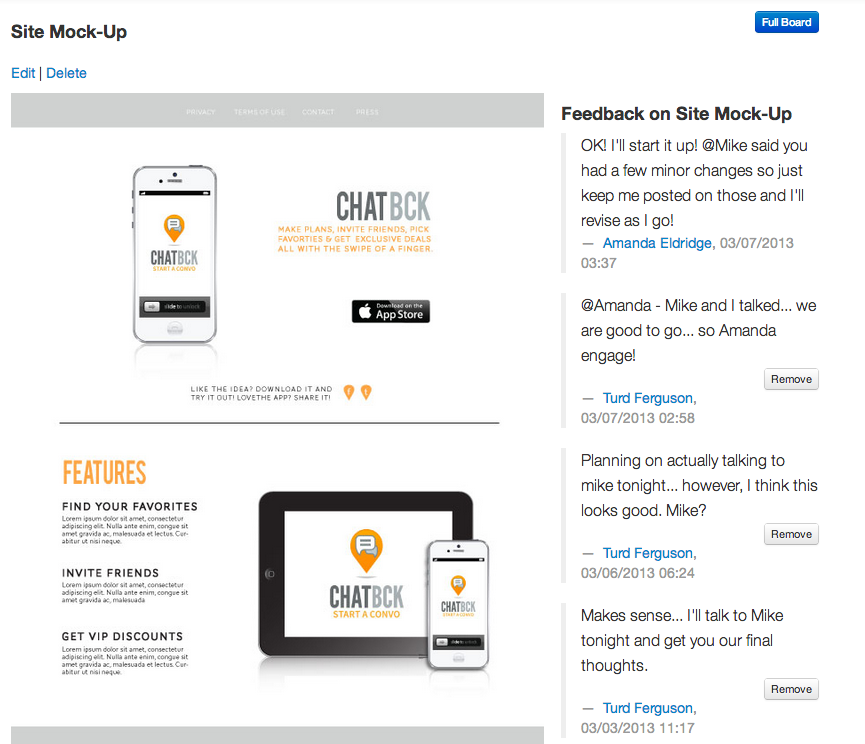 Full Board
Site Mock-Up
Edit | Delete
PRIVACY TERMS OF USE CONTACT PRESS
CHATBCK
START A CONVO
slide to unlock
CHATBCK
MAKE PLANS, INVITE FRIENDS, PICK
FAVORTIES & GET EXCLUSIVE DEALS
ALL WITH THE SWIPE OF A FINGER.
Download on the
App Store
LIKE THE IDEA? DOWNLOAD IT AND
TRY IT OUT! LOVETHE APP? SHARE IT!
FEATURES
FIND YOUR FAVORITES
Lorem ipsum dolor sit amet, consectetur
adipiscing elit. Nulla ante enim, et euismod
amet gravida ac, malesuada et lectus. Cur-
abitur ut nisi neque.
INVITE FRIENDS
Lorem ipsum dolor sit amet, consectetur
adipiscing elit. Nulla ante enim, sit amet
amet gravida ac, malesuada
GET VIP DISCOUNTS
Lorem ipsum dolor sit amet, consectetur
adipiscing elit. Nulla ante enim, et euismod
amet gravida ac, malesuada et lectus. Cur-
abitur ut nisi neque.
CHATBCK
START A CONVO
CHATBCK
START A CONVO
Feedback on Site Mock-Up
OK! I'll start it up! @Mike said you
had a few minor changes so just
keep me posted on those and I'll
revise as I go!
— Amanda Eldridge, 03/07/2013
03:37
@Amanda - Mike and I talked... we
are good to go... so Amanda
engage!
Remove
— Turd Ferguson,
03/07/2013 02:58
Planning on actually talking to
mike tonight... however, I think this
looks good. Mike?
Remove
— Turd Ferguson,
03/06/2013 06:24
Makes sense... I'll talk to Mike
tonight and get you our final
thoughts.
Remove
— Turd Ferguson,
03/03/2013 11:17